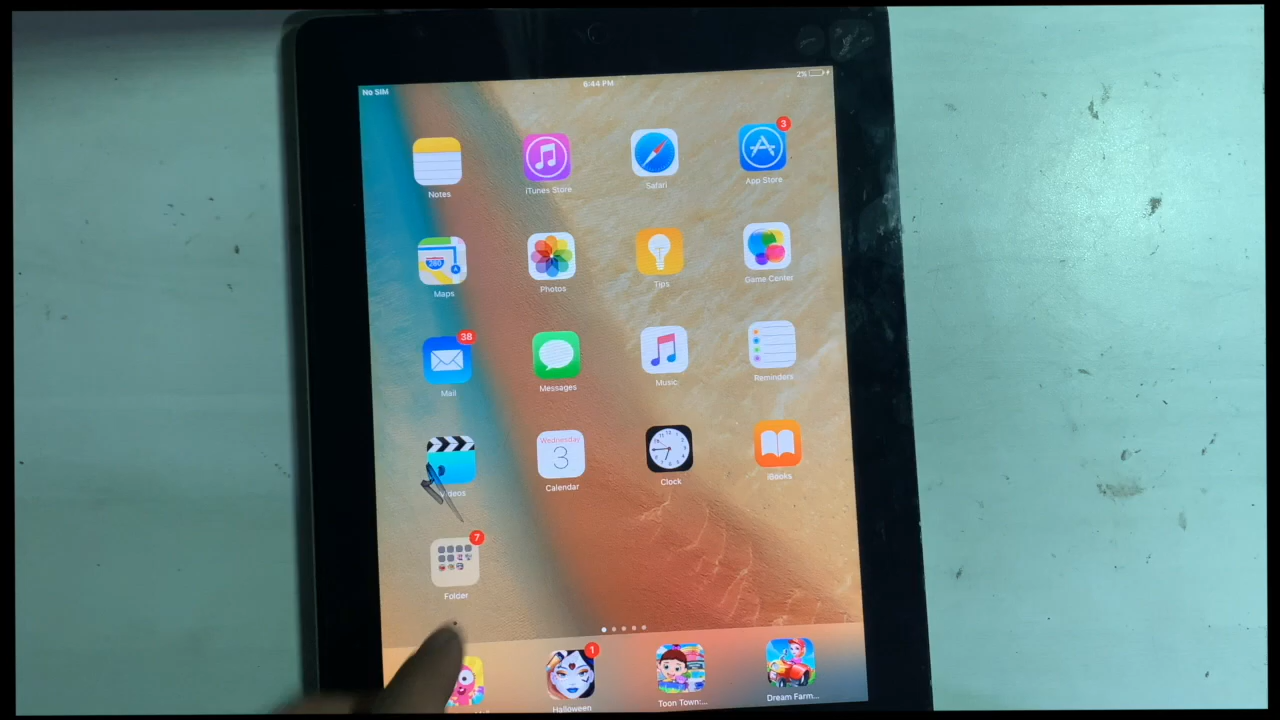 No SIM 6:44 PM 2%
3
Notes iTunes Store Safari App Store
280
Maps Photos Tips Game Center
38
Mail Messages Music Reminders
Wednesday
3
Calendar Clock iBooks
7
Folder
1
Halloween Toon Town:... Dream Farm...